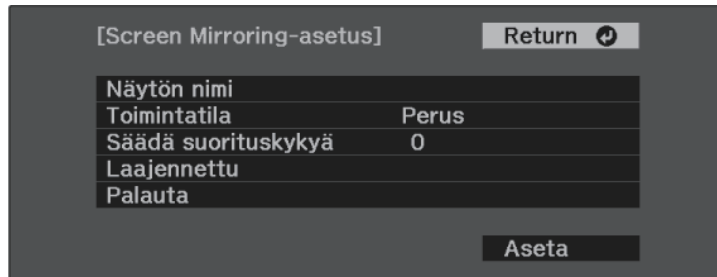 [Screen Mirroring-asetus] Return
Näytön nimi
Toimintatila Perus
Säädä suorituskykyä 0
Laajennettu
Palauta
Aseta